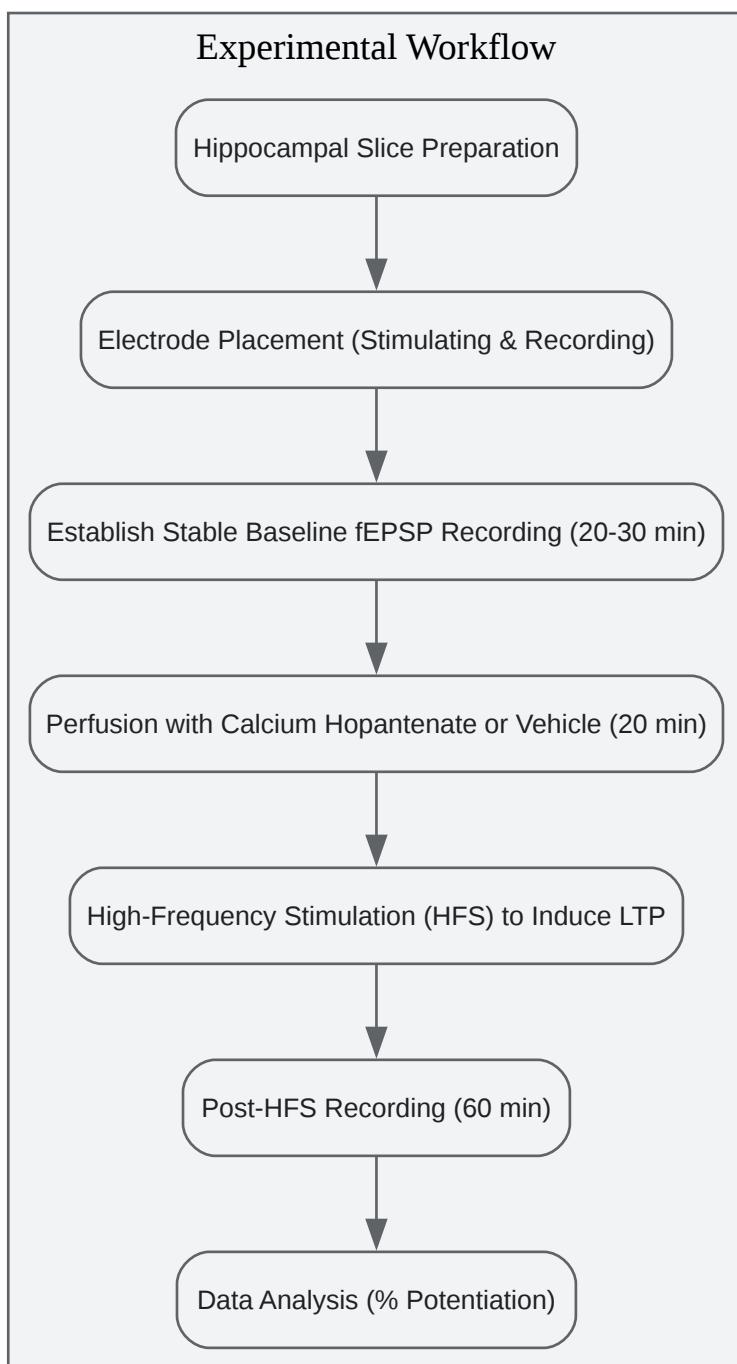 Experimental Workflow
Hippocampal Slice Preparation
Electrode Placement (Stimulating & Recording)
Establish Stable Baseline fEPSP Recording (20-30 min)
Perfusion with Calcium Hopantenate or Vehicle (20 min)
High-Frequency Stimulation (HFS) to Induce LTP
Post-HFS Recording (60 min)
Data Analysis (% Potentiation)